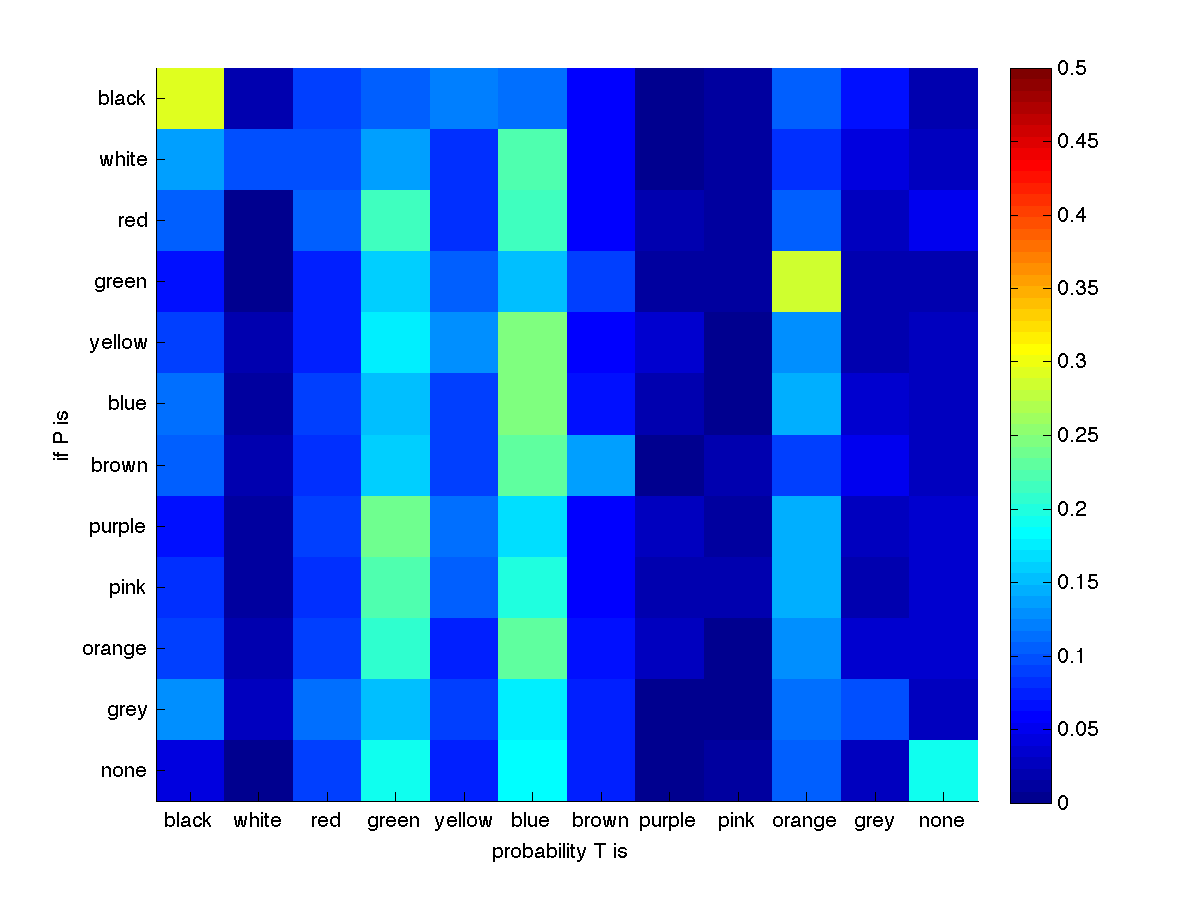 black
white
red
green
yellow
blue
brown
purple
pink
orange
grey
none
if P is
black white red green yellow blue brown purple pink orange grey none
probability T is
0.5
0.45
0.4
0.35
0.3
0.25
0.2
0.15
0.1
0.05
0